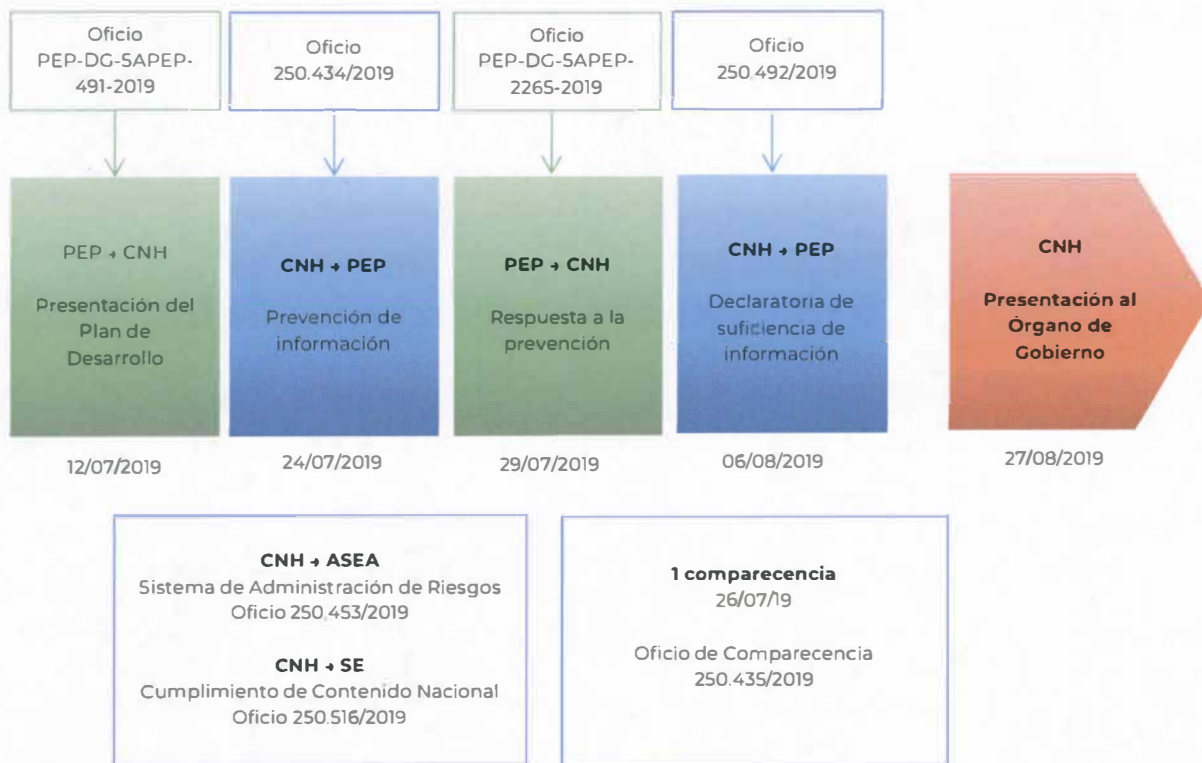 Oficio
PEP-DG-SAPEP-
491-2019
Oficio
250.434/2019
Oficio
PEP-DG-SAPEP-
2265-2019
Oficio
250.492/2019
PEP → CNH
Presentación del
Plan de
Desarrollo
CNH → PEP
Prevención de
información
PEP → CNH
Respuesta a la
prevención
CNH → PEP
Declaratoria de
suficiencia de
información
CNH
Presentación al
Órgano de
Gobierno
12/07/2019
24/07/2019
29/07/2019
06/08/2019
27/08/2019
CNH → ASEA
Sistema de Administración de Riesgos
Oficio 250.453/2019
CNH → SE
Cumplimiento de Contenido Nacional
Oficio 250.516/2019
1 comparecencia
26/07/19
Oficio de Comparecencia
250.435/2019